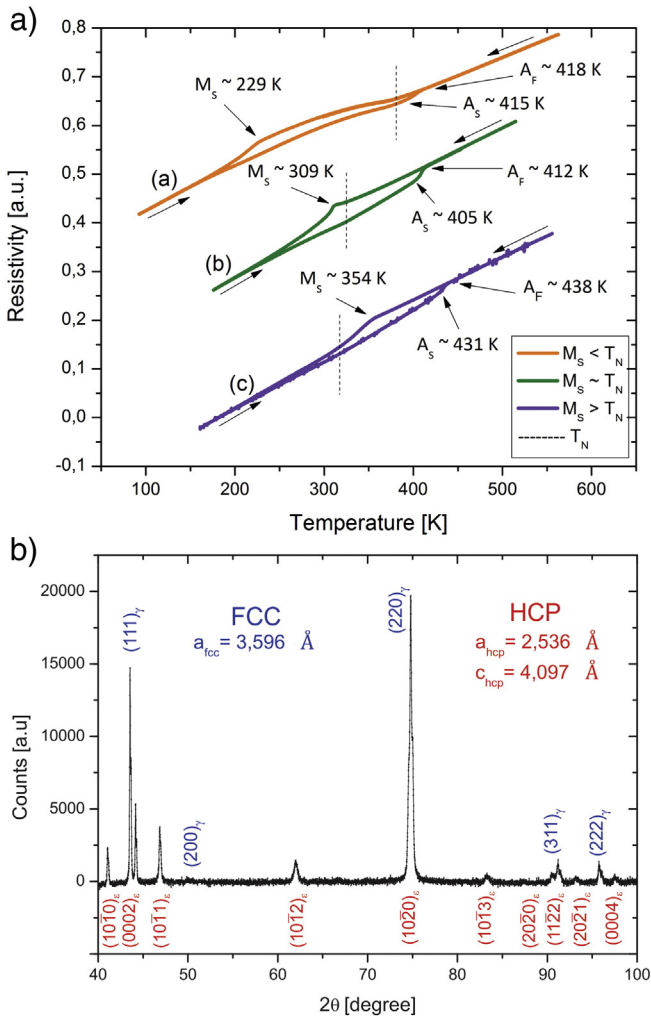 a)
0,8
0,7
0,6
0,5
0,4
0,3
0,2
0,1
0,0
-0,1
Resistivity [a.u.]
M_S ~ 229 K
A_F ~ 418 K
A_S ~ 415 K
(a)
M_S ~ 309 K
A_F ~ 412 K
A_S ~ 405 K
(b)
M_S ~ 354 K
A_F ~ 438 K
A_S ~ 431 K
(c)
M_S < T_N
M_S ~ T_N
M_S > T_N
T_N
100 200 300 400 500 600
Temperature [K]
b)
20000
15000
10000
5000
0
Counts [a.u]
FCC
a_fcc = 3,596 Å
HCP
a_hcp = 2,536 Å
c_hcp = 4,097 Å
(111)γ
(200)γ
(220)γ
(311)γ
(222)γ
(101̄0)ε
(0002)ε
(101̄1)ε
(101̄2)ε
(102̄0)ε
(101̄3)ε
(202̄0)ε
(112̄2)ε
(202̄1)ε
(0004)ε
40 50 60 70 80 90 100
2θ [degree]